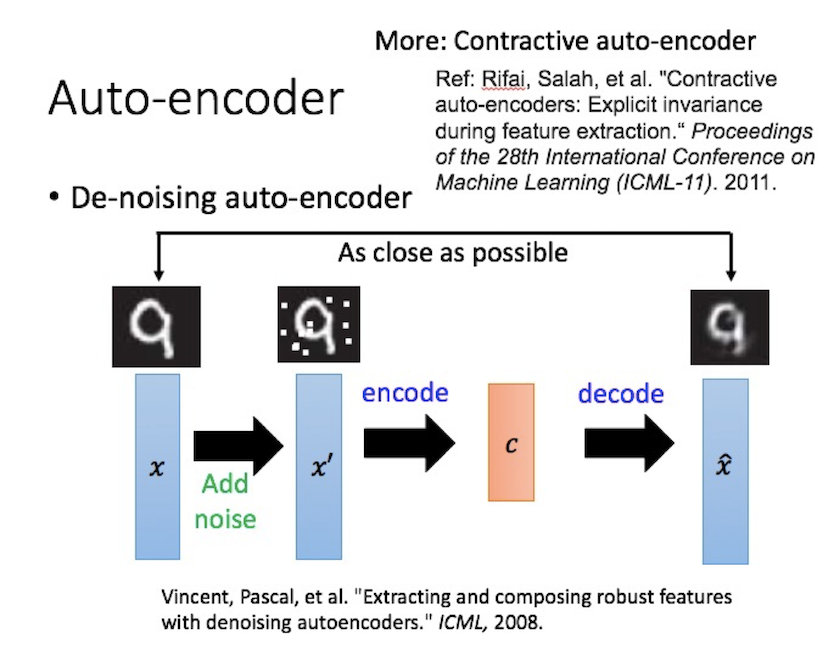 More: Contractive auto-encoder
Auto-encoder
Ref: Rifai, Salah, et al. "Contractive
auto-encoders: Explicit invariance
during feature extraction.“ Proceedings
of the 28th International Conference on
Machine Learning (ICML-11). 2011.
• De-noising auto-encoder
As close as possible
encode
decode
x
x′
c
x̂
Add
noise
Vincent, Pascal, et al. "Extracting and composing robust features
with denoising autoencoders." ICML, 2008.